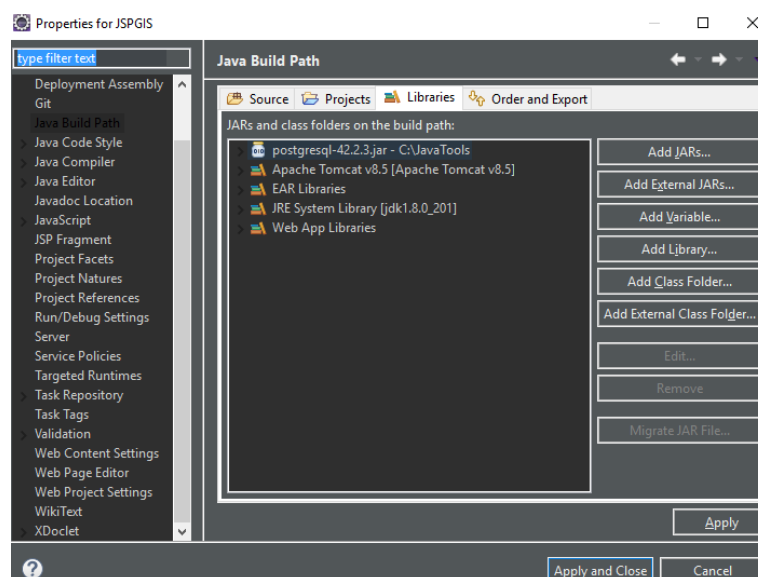 Properties for JSPGIS
type filter text
Deployment Assembly
Git
Java Build Path
Java Code Style
Java Compiler
Java Editor
Javadoc Location
JavaScript
JSP Fragment
Project Facets
Project Natures
Project References
Run/Debug Settings
Server
Service Policies
Targeted Runtimes
Task Repository
Task Tags
Validation
Web Content Settings
Web Page Editor
Web Project Settings
WikiText
XDoclet
Java Build Path
Source Projects Libraries Order and Export
JARs and class folders on the build path:
postgresql-42.2.3.jar - C:\JavaTools
Apache Tomcat v8.5 [Apache Tomcat v8.5]
EAR Libraries
JRE System Library [jdk1.8.0_201]
Web App Libraries
Add JARs...
Add External JARs...
Add Variable...
Add Library...
Add Class Folder...
Add External Class Folder...
Edit...
Remove
Migrate JAR File...
Apply
Apply and Close Cancel